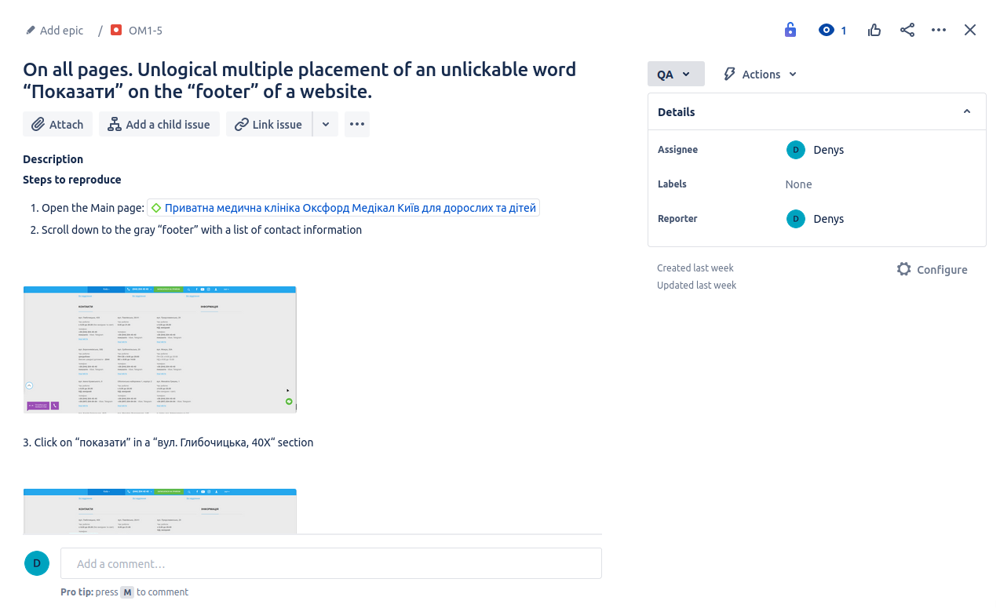 Add epic / OM1-5
1
On all pages. Unlogical multiple placement of an unlickable word
“Показати” on the “footer” of a website.
Attach
Add a child issue
Link issue
Description
Steps to reproduce
1. Open the Main page: Приватна медична клініка Оксфорд Медікал Київ для дорослих та дітей
2. Scroll down to the gray “footer” with a list of contact information
КОНТАКТИ
ІНФОРМАЦІЯ
3. Click on “показати” in a “вул. Глибочицька, 40Х“ section
КОНТАКТИ
ІНФОРМАЦІЯ
D
Add a comment…
Pro tip: press M to comment
QA
Actions
Details
Assignee
D Denys
Labels
None
Reporter
D Denys
Created last week
Updated last week
Configure